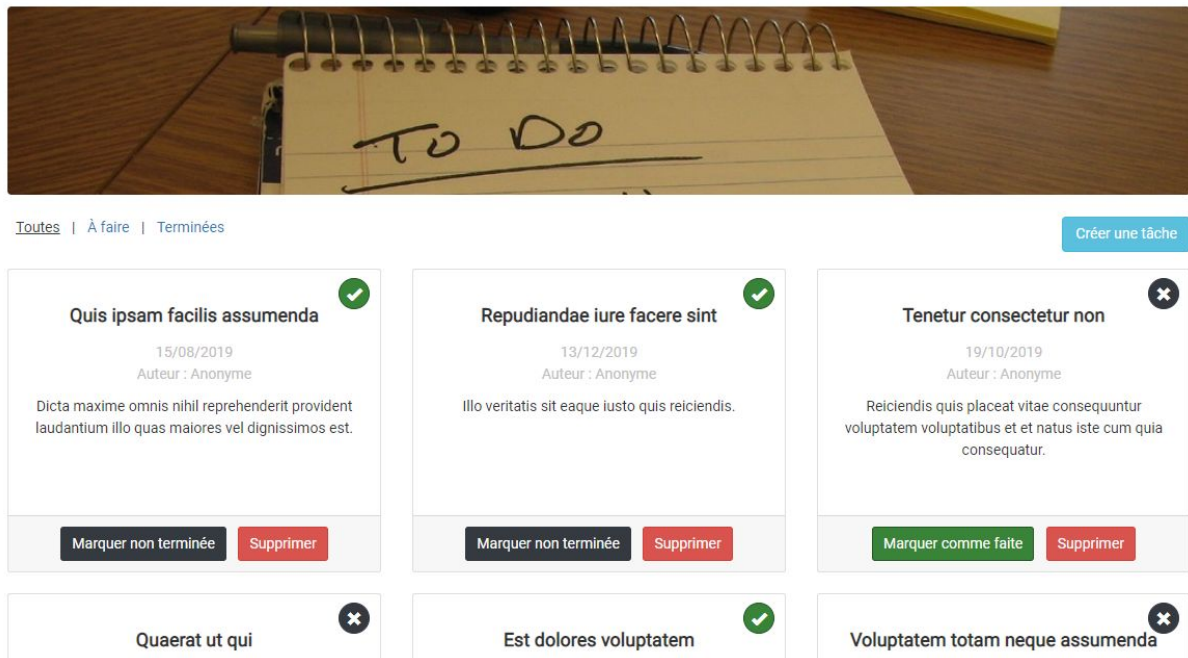 To Do
Toutes | À faire | Terminées
Créer une tâche
Quis ipsam facilis assumenda
15/08/2019
Auteur : Anonyme
Dicta maxime omnis nihil reprehenderit provident
laudantium illo quas maiores vel dignissimos est.
Marquer non terminée Supprimer
Repudiandae iure facere sint
13/12/2019
Auteur : Anonyme
Illo veritatis sit eaque iusto quis reiciendis.
Marquer non terminée Supprimer
Tenetur consectetur non
19/10/2019
Auteur : Anonyme
Reiciendis quis placeat vitae consequuntur
voluptatem voluptatibus et et natus iste cum quia
consequatur.
Marquer comme faite Supprimer
Quaerat ut qui
Est dolores voluptatem
Voluptatem totam neque assumenda